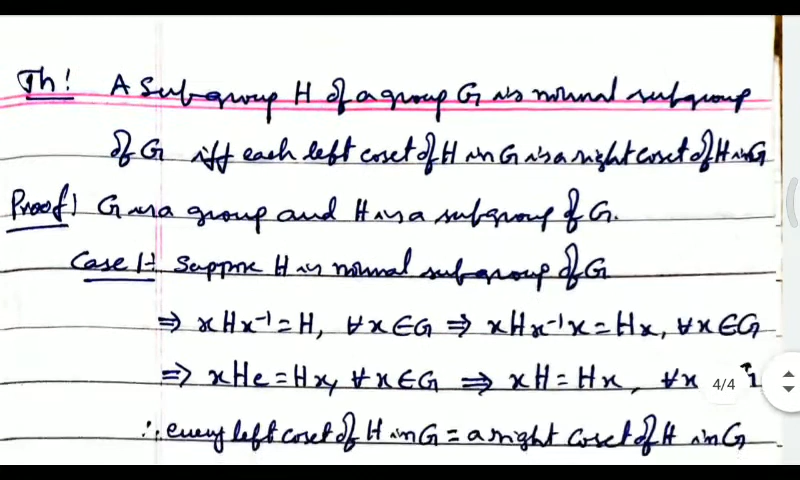 Th! A Subgroup H of a group G is normal subgroup
of G iff each left coset of H in G is a right coset of H in G
Proof) G is a group and H is a subgroup of G.
Case 1:- Suppose H is normal subgroup of G
⇒ xHx⁻¹ = H, ∀x∈G ⇒ xHx⁻¹x = Hx, ∀x∈G
⇒ xHe = Hx, ∀x∈G ⇒ xH = Hx, ∀x
4/4
∴ every left coset of H in G = a right coset of H in G